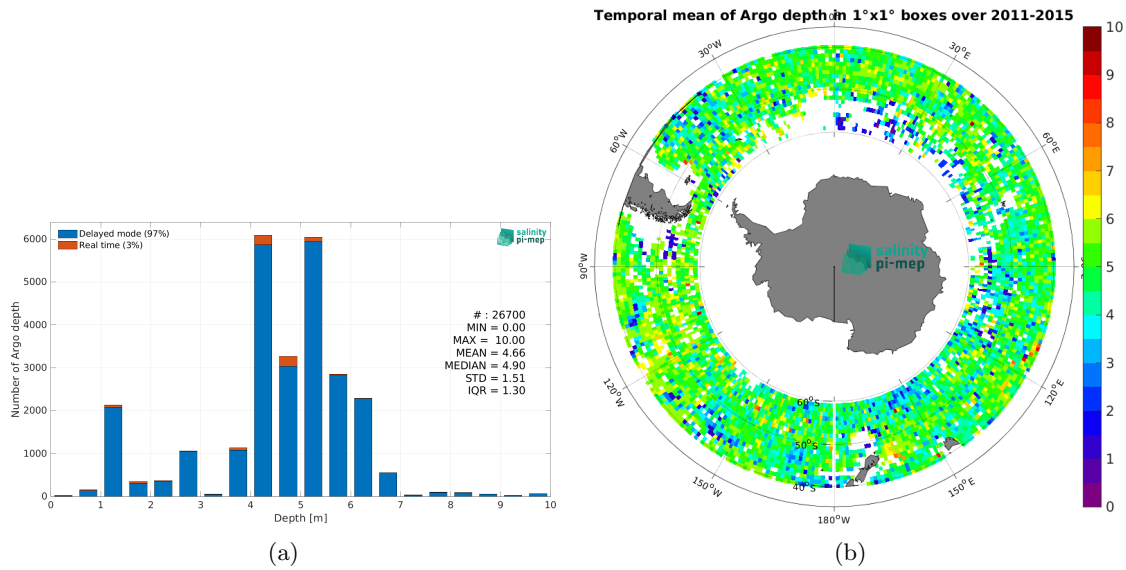 Delayed mode (97%)
Real time (3%)
salinity
pi-mep
# : 26700
MIN = 0.00
MAX = 10.00
MEAN = 4.66
MEDIAN = 4.90
STD = 1.51
IQR = 1.30
Number of Argo depth
6000
5000
4000
3000
2000
1000
0
0 1 2 3 4 5 6 7 8 9 10
Depth [m]
(a)
Temporal mean of Argo depth in 1°x1° boxes over 2011-2015
30°W
30°E
60°W
60°E
90°W
salinity
pi-mep
120°W
120°E
60°S
50°S
40°S
150°W
150°E
180°W
10
9
8
7
6
5
4
3
2
1
0
(b)